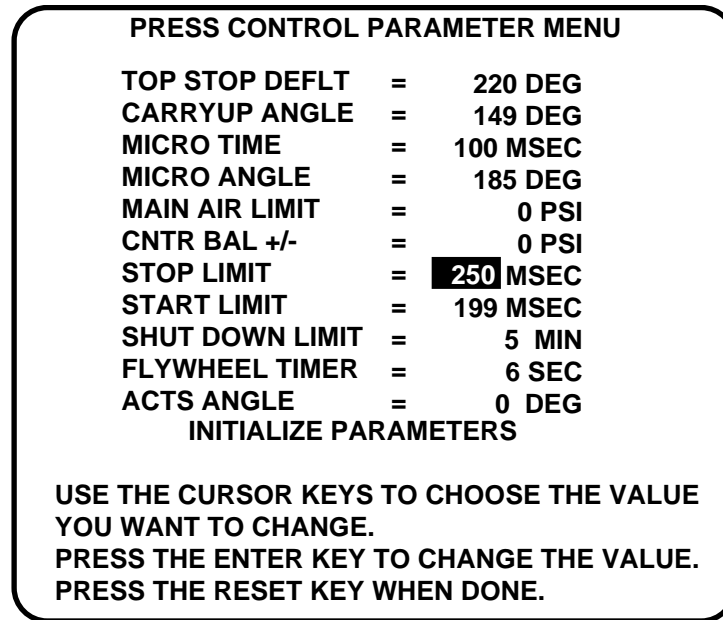 PRESS CONTROL PARAMETER MENU
TOP STOP DEFLT = 220 DEG
CARRYUP ANGLE = 149 DEG
MICRO TIME = 100 MSEC
MICRO ANGLE = 185 DEG
MAIN AIR LIMIT = 0 PSI
CNTR BAL +/- = 0 PSI
STOP LIMIT = 250 MSEC
START LIMIT = 199 MSEC
SHUT DOWN LIMIT = 5 MIN
FLYWHEEL TIMER = 6 SEC
ACTS ANGLE = 0 DEG
INITIALIZE PARAMETERS
USE THE CURSOR KEYS TO CHOOSE THE VALUE
YOU WANT TO CHANGE.
PRESS THE ENTER KEY TO CHANGE THE VALUE.
PRESS THE RESET KEY WHEN DONE.